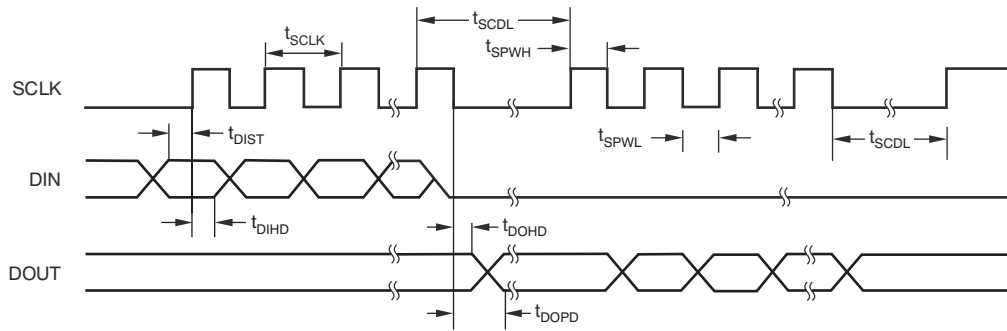 tSCDL
tSCLK
tSPWH
SCLK
tDIST
tSPWL
tSCDL
DIN
tDIHD
tDOHD
DOUT
tDOPD